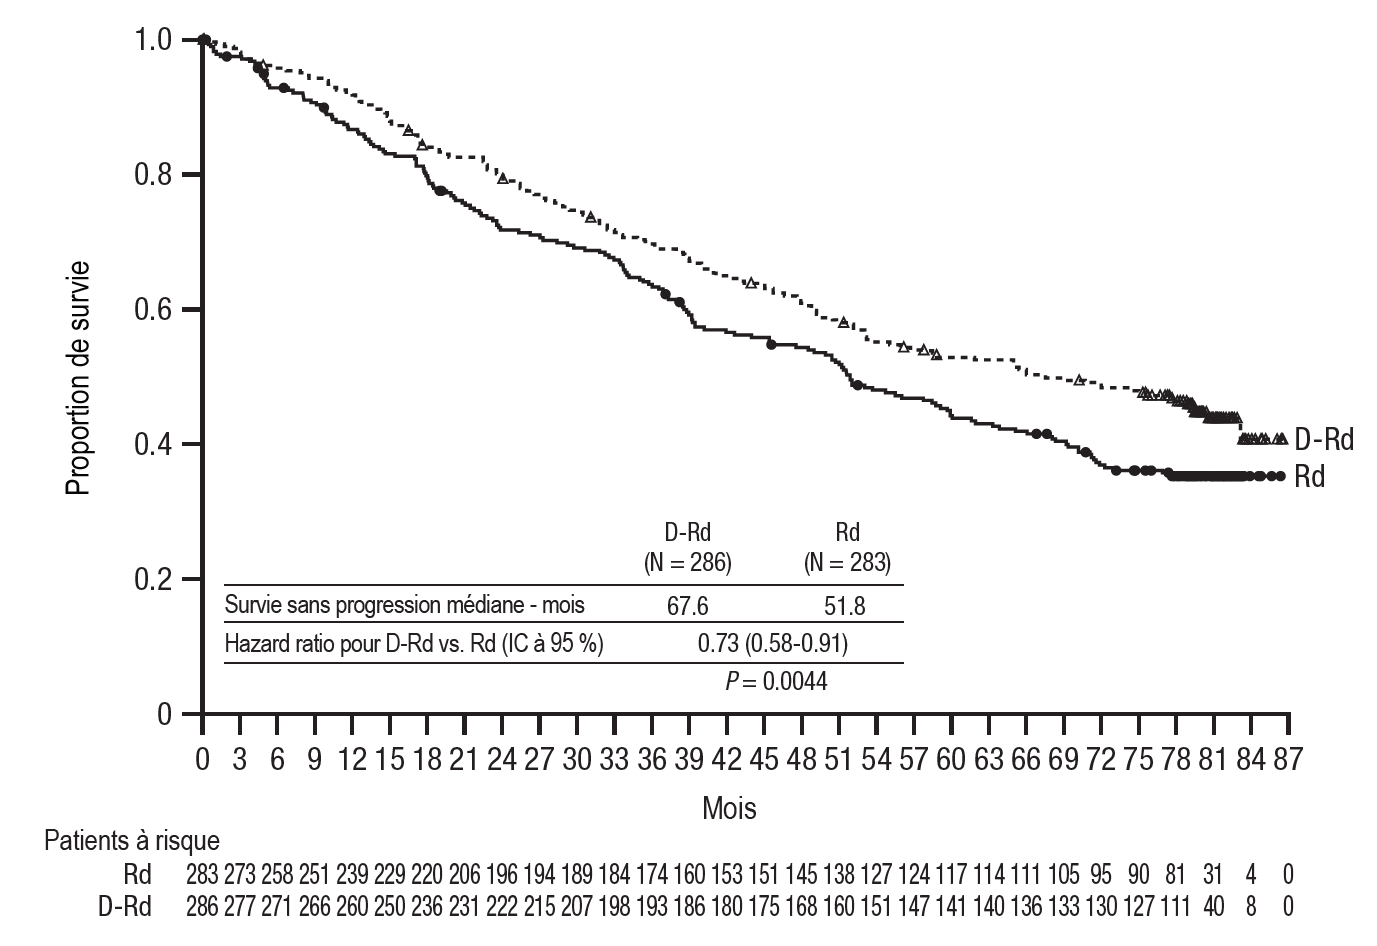 1.0
0.8
0.6
0.4
0.2
0
Proportion de survie
D-Rd
Rd
D-Rd Rd
(N = 286) (N = 283)
Survie sans progression médiane - mois 67.6 51.8
Hazard ratio pour D-Rd vs. Rd (IC à 95 %) 0.73 (0.58-0.91)
P = 0.0044
0 3 6 9 12 15 18 21 24 27 30 33 36 39 42 45 48 51 54 57 60 63 66 69 72 75 78 81 84 87
Mois
Patients à risque
Rd 283 273 258 251 239 229 220 206 196 194 189 184 174 160 153 151 145 138 127 124 117 114 111 105 95 90 81 31 4 0
D-Rd 286 277 271 266 260 250 236 231 222 215 207 198 193 186 180 175 168 160 151 147 141 140 136 133 130 127 111 40 8 0